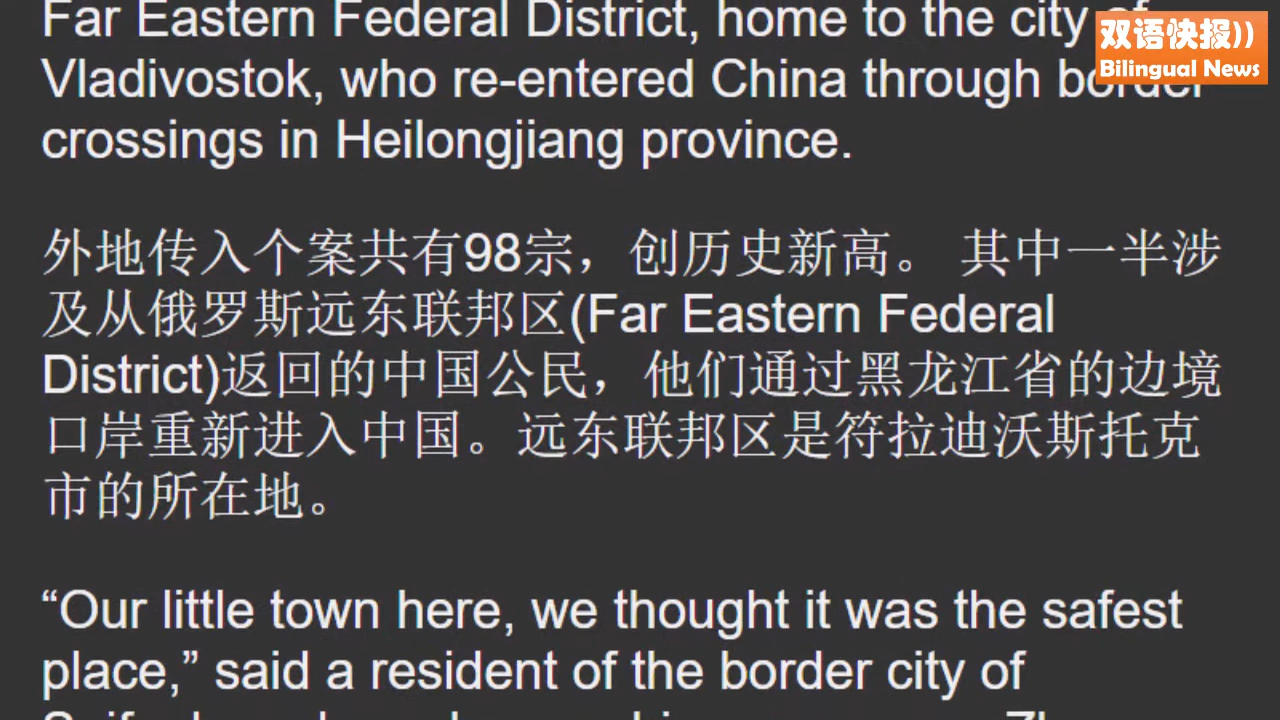 Far Eastern Federal District, home to the city of
双语快报))
Bilingual News
Vladivostok, who re-entered China through border
crossings in Heilongjiang province.
外地传入个案共有98宗，创历史新高。 其中一半涉
及从俄罗斯远东联邦区(Far Eastern Federal
District)返回的中国公民，他们通过黑龙江省的边境
口岸重新进入中国。远东联邦区是符拉迪沃斯托克
市的所在地。
“Our little town here, we thought it was the safest
place,” said a resident of the border city of